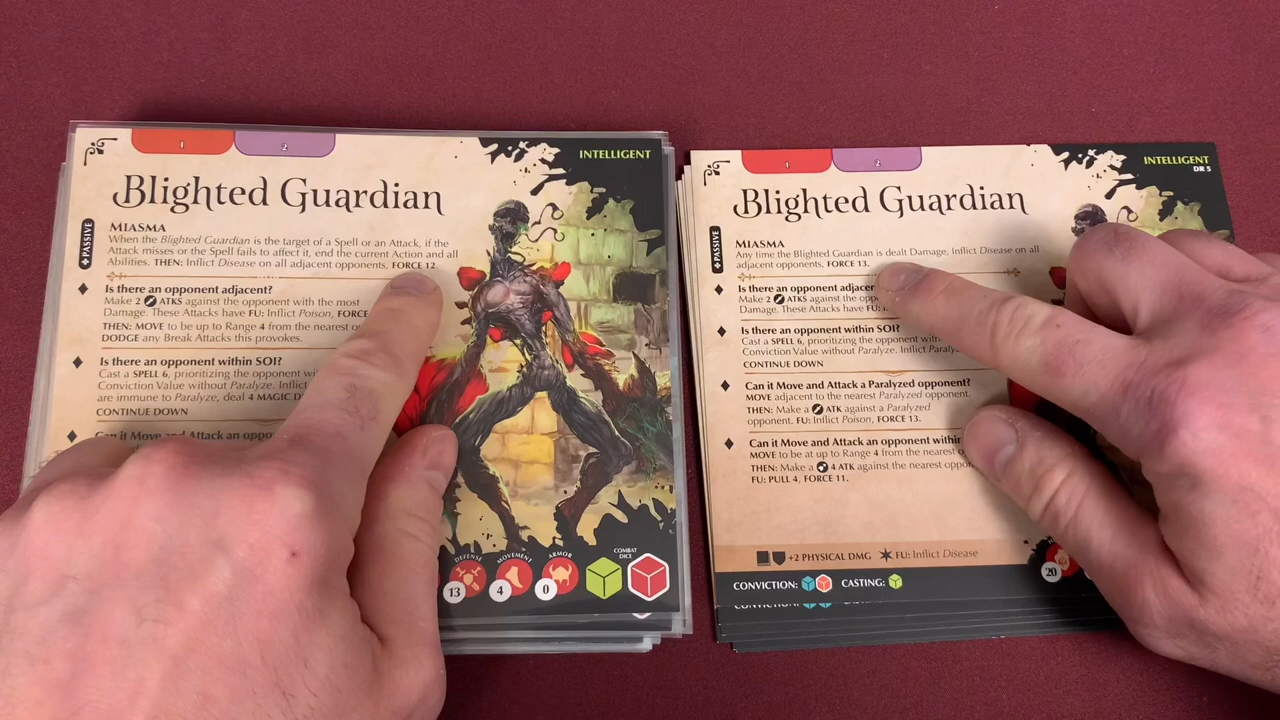 1 2
INTELLIGENT
Blighted Guardian
PASSIVE
MIASMA
When the Blighted Guardian is the target of a Spell or an Attack, if the
Attack misses or the Spell fails to affect it, end the current Action and all
Abilities. THEN: Inflict Disease on all adjacent opponents, FORCE 12.
Is there an opponent adjacent?
Make 2 ATKS against the opponent with the most
Damage. These Attacks have FU: Inflict Poison, FORCE
THEN: MOVE to be up to Range 4 from the nearest
DODGE any Break Attacks this provokes.
Is there an opponent within SOI?
Cast a SPELL 6, prioritizing the opponent
Conviction Value without Paralyze. Inflict
are immune to Paralyze, deal 4 MAGIC
CONTINUE DOWN
Can it Move and Attack an
DEFENSE MOVEMENT ARMOR COMBAT
DICE
13 4 0
1 2
INTELLIGENT
DR 5
Blighted Guardian
PASSIVE
MIASMA
Any time the Blighted Guardian is dealt Damage, Inflict Disease on all
adjacent opponents, FORCE 13.
Is there an opponent
Make 2 ATKS against the
Damage. These Attacks have FU:
Is there an opponent within SOI?
Cast a SPELL 6, prioritizing the opponent
Conviction Value without Paralyze. Inflict
CONTINUE DOWN
Can it Move and Attack a Paralyzed opponent?
MOVE adjacent to the nearest Paralyzed opponent.
THEN: Make a ATK against a Paralyzed
opponent. FU: Inflict Poison, FORCE 13.
Can it Move and Attack an opponent within
MOVE to be at up to Range 4 from the nearest
THEN: Make a 4 ATK against the nearest
FU: PULL 4, FORCE 11.
+2 PHYSICAL DMG FU: Inflict Disease
CONVICTION: CASTING:
20